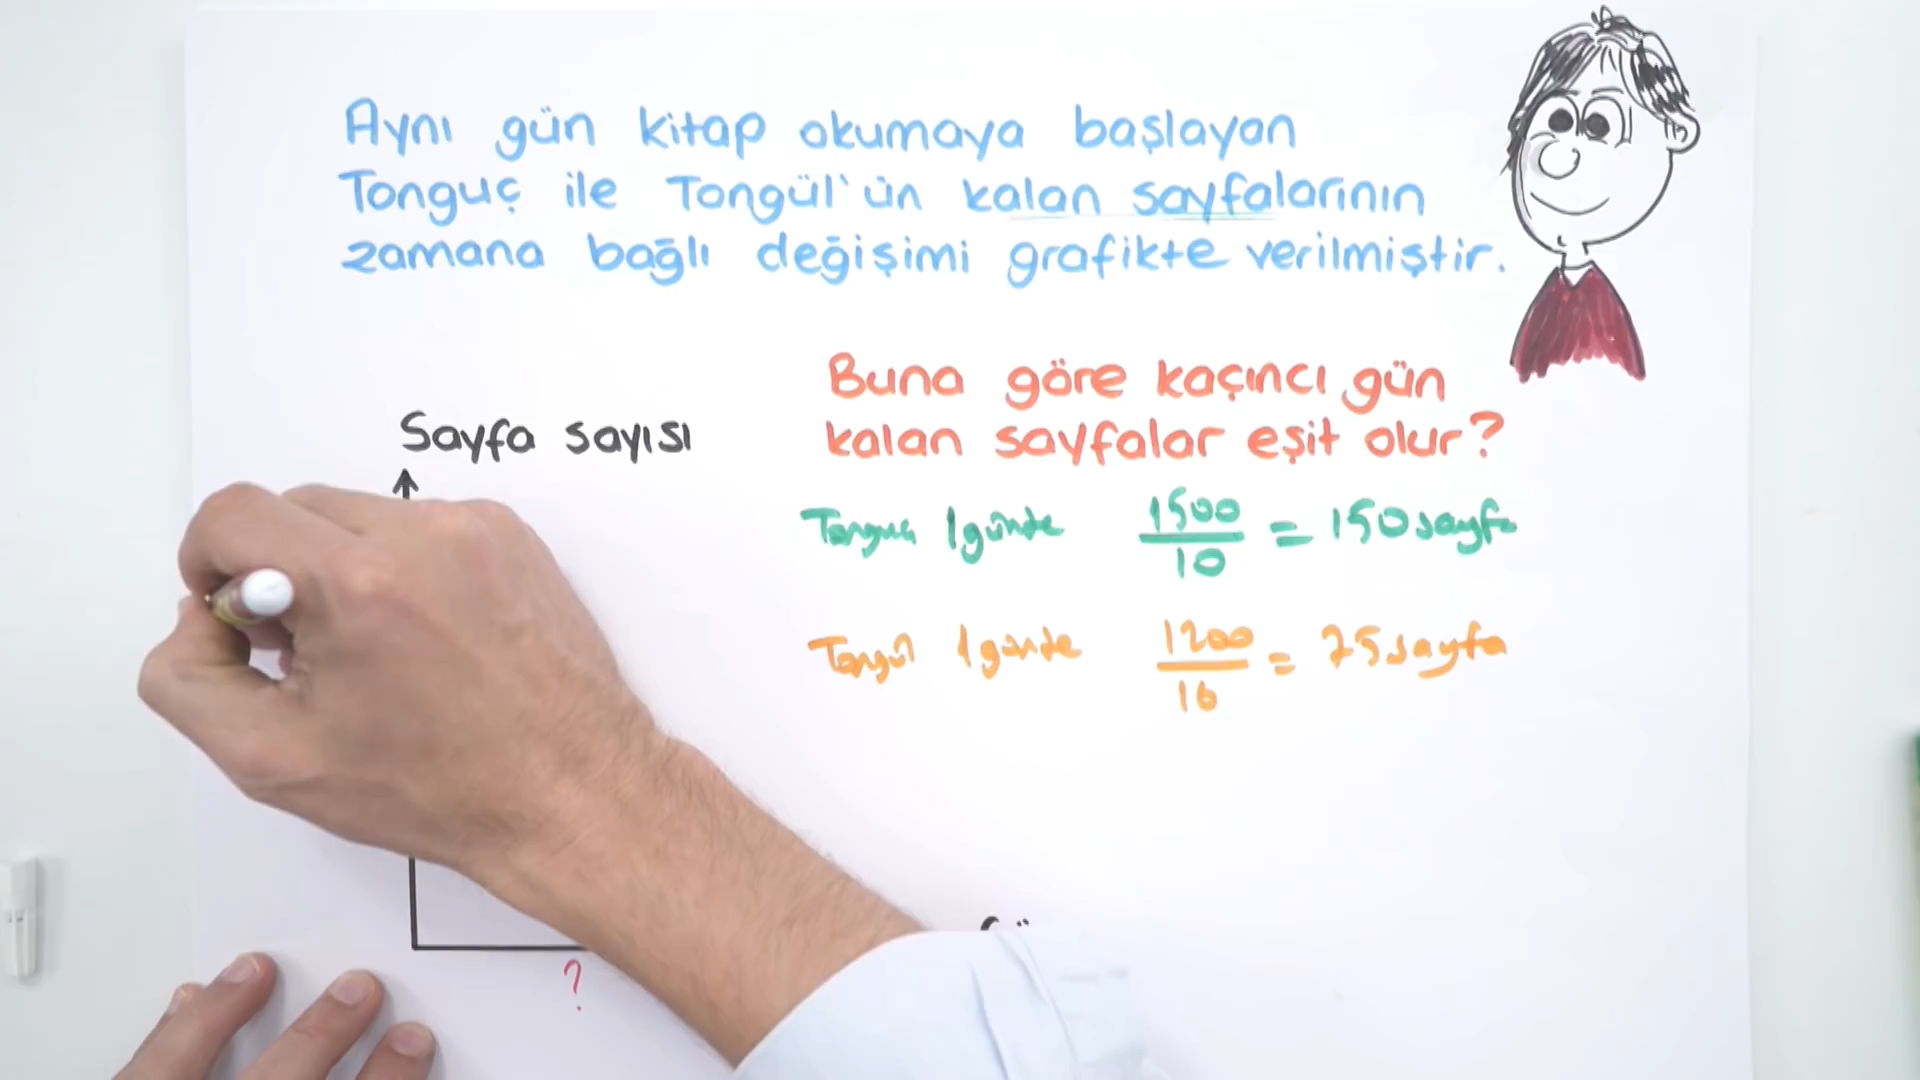 Aynı gün kitap okumaya başlayan
Tonguç ile Tongül'ün kalan sayfalarının
zamana bağlı değişimi grafikte verilmiştir.
Buna göre kaçıncı gün
kalan sayfalar eşit olur?
Sayfa sayısı
Tonguç 1 günde 1500/10 = 150 sayfa
Tongül 1 günde 1200/16 = 75 sayfa
?